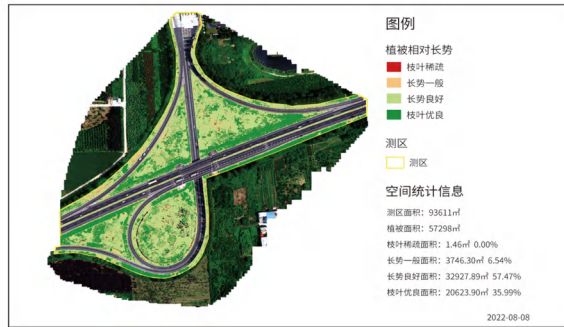 图例
植被相对长势
枝叶稀疏
长势一般
长势良好
枝叶优良
测区
测区
空间统计信息
测区面积：93611㎡
植被面积：57298㎡
枝叶稀疏面积：1.46㎡ 0.00%
长势一般面积：3746.30㎡ 6.54%
长势良好面积：32927.89㎡ 57.47%
枝叶优良面积：20623.90㎡ 35.99%
2022-08-08